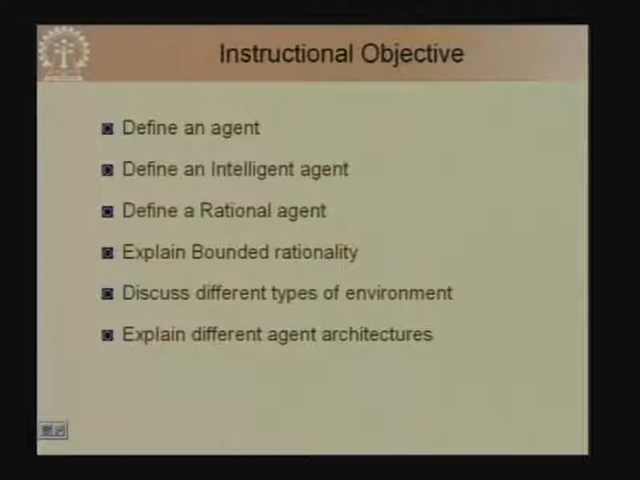 Instructional Objective
Define an agent
Define an Intelligent agent
Define a Rational agent
Explain Bounded rationality
Discuss different types of environment
Explain different agent architectures